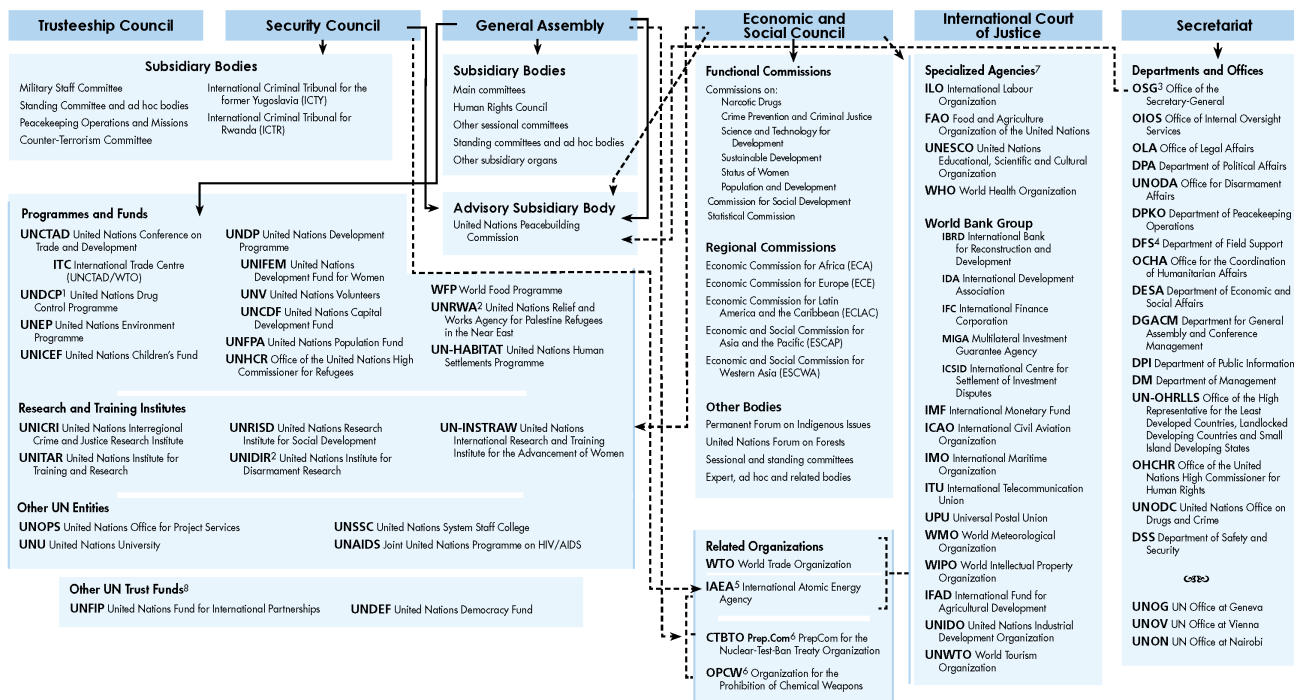 Trusteeship Council
Security Council
General Assembly
Economic and
Social Council
International Court
of Justice
Secretariat
Subsidiary Bodies
Military Staff Committee
Standing Committee and ad hoc bodies
Peacekeeping Operations and Missions
Counter-Terrorism Committee
International Criminal Tribunal for the
former Yugoslavia (ICTY)
International Criminal Tribunal for
Rwanda (ICTR)
Subsidiary Bodies
Main committees
Human Rights Council
Other sessional committees
Standing committees and ad hoc bodies
Other subsidiary organs
Advisory Subsidiary Body
United Nations Peacebuilding
Commission
Programmes and Funds
UNCTAD United Nations Conference on
Trade and Development
ITC International Trade Centre
(UNCTAD/WTO)
UNDCP1 United Nations Drug
Control Programme
UNEP United Nations Environment
Programme
UNICEF United Nations Children's Fund
UNDP United Nations Development
Programme
UNIFEM United Nations
Development Fund for Women
UNV United Nations Volunteers
UNCDF United Nations Capital
Development Fund
UNFPA United Nations Population Fund
UNHCR Office of the United Nations High
Commissioner for Refugees
WFP World Food Programme
UNRWA2 United Nations Relief and
Works Agency for Palestine Refugees
in the Near East
UN-HABITAT United Nations Human
Settlements Programme
Research and Training Institutes
UNICRI United Nations Interregional
Crime and Justice Research Institute
UNITAR United Nations Institute for
Training and Research
UNRISD United Nations Research
Institute for Social Development
UNIDIR2 United Nations Institute for
Disarmament Research
UN-INSTRAW United Nations
International Research and Training
Institute for the Advancement of Women
Other UN Entities
UNOPS United Nations Office for Project Services
UNU United Nations University
UNSSC United Nations System Staff College
UNAIDS Joint United Nations Programme on HIV/AIDS
Other UN Trust Funds8
UNFIP United Nations Fund for International Partnerships
UNDEF United Nations Democracy Fund
Functional Commissions
Commissions on:
Narcotic Drugs
Crime Prevention and Criminal Justice
Science and Technology for
Development
Sustainable Development
Status of Women
Population and Development
Commission for Social Development
Statistical Commission
Regional Commissions
Economic Commission for Africa (ECA)
Economic Commission for Europe (ECE)
Economic Commission for Latin
America and the Caribbean (ECLAC)
Economic and Social Commission for
Asia and the Pacific (ESCAP)
Economic and Social Commission for
Western Asia (ESCWA)
Other Bodies
Permanent Forum on Indigenous Issues
United Nations Forum on Forests
Sessional and standing committees
Expert, ad hoc and related bodies
Related Organizations
WTO World Trade Organization
IAEA5 International Atomic Energy
Agency
CTBTO Prep.Com6 PrepCom for the
Nuclear-Test-Ban Treaty Organization
OPCW6 Organization for the
Prohibition of Chemical Weapons
Specialized Agencies7
ILO International Labour
Organization
FAO Food and Agriculture
Organization of the United Nations
UNESCO United Nations
Educational, Scientific and Cultural
Organization
WHO World Health Organization
World Bank Group
IBRD International Bank
for Reconstruction and
Development
IDA International Development
Association
IFC International Finance
Corporation
MIGA Multilateral Investment
Guarantee Agency
ICSID International Centre for
Settlement of Investment
Disputes
IMF International Monetary Fund
ICAO International Civil Aviation
Organization
IMO International Maritime
Organization
ITU International Telecommunication
Union
UPU Universal Postal Union
WMO World Meteorological
Organization
WIPO World Intellectual Property
Organization
IFAD International Fund for
Agricultural Development
UNIDO United Nations Industrial
Development Organization
UNWTO World Tourism
Organization
Departments and Offices
OSG3 Office of the
Secretary-General
OIOS Office of Internal Oversight
Services
OLA Office of Legal Affairs
DPA Department of Political Affairs
UNODA Office for Disarmament
Affairs
DPKO Department of Peacekeeping
Operations
DFS4 Department of Field Support
OCHA Office for the Coordination
of Humanitarian Affairs
DESA Department of Economic and
Social Affairs
DGACM Department for General
Assembly and Conference
Management
DPI Department of Public Information
DM Department of Management
UN-OHRLLS Office of the High
Representative for the Least
Developed Countries, Landlocked
Developing Countries and Small
Island Developing States
OHCHR Office of the United
Nations High Commissioner for
Human Rights
UNODC United Nations Office on
Drugs and Crime
DSS Department of Safety and
Security
UNOG UN Office at Geneva
UNOV UN Office at Vienna
UNON UN Office at Nairobi